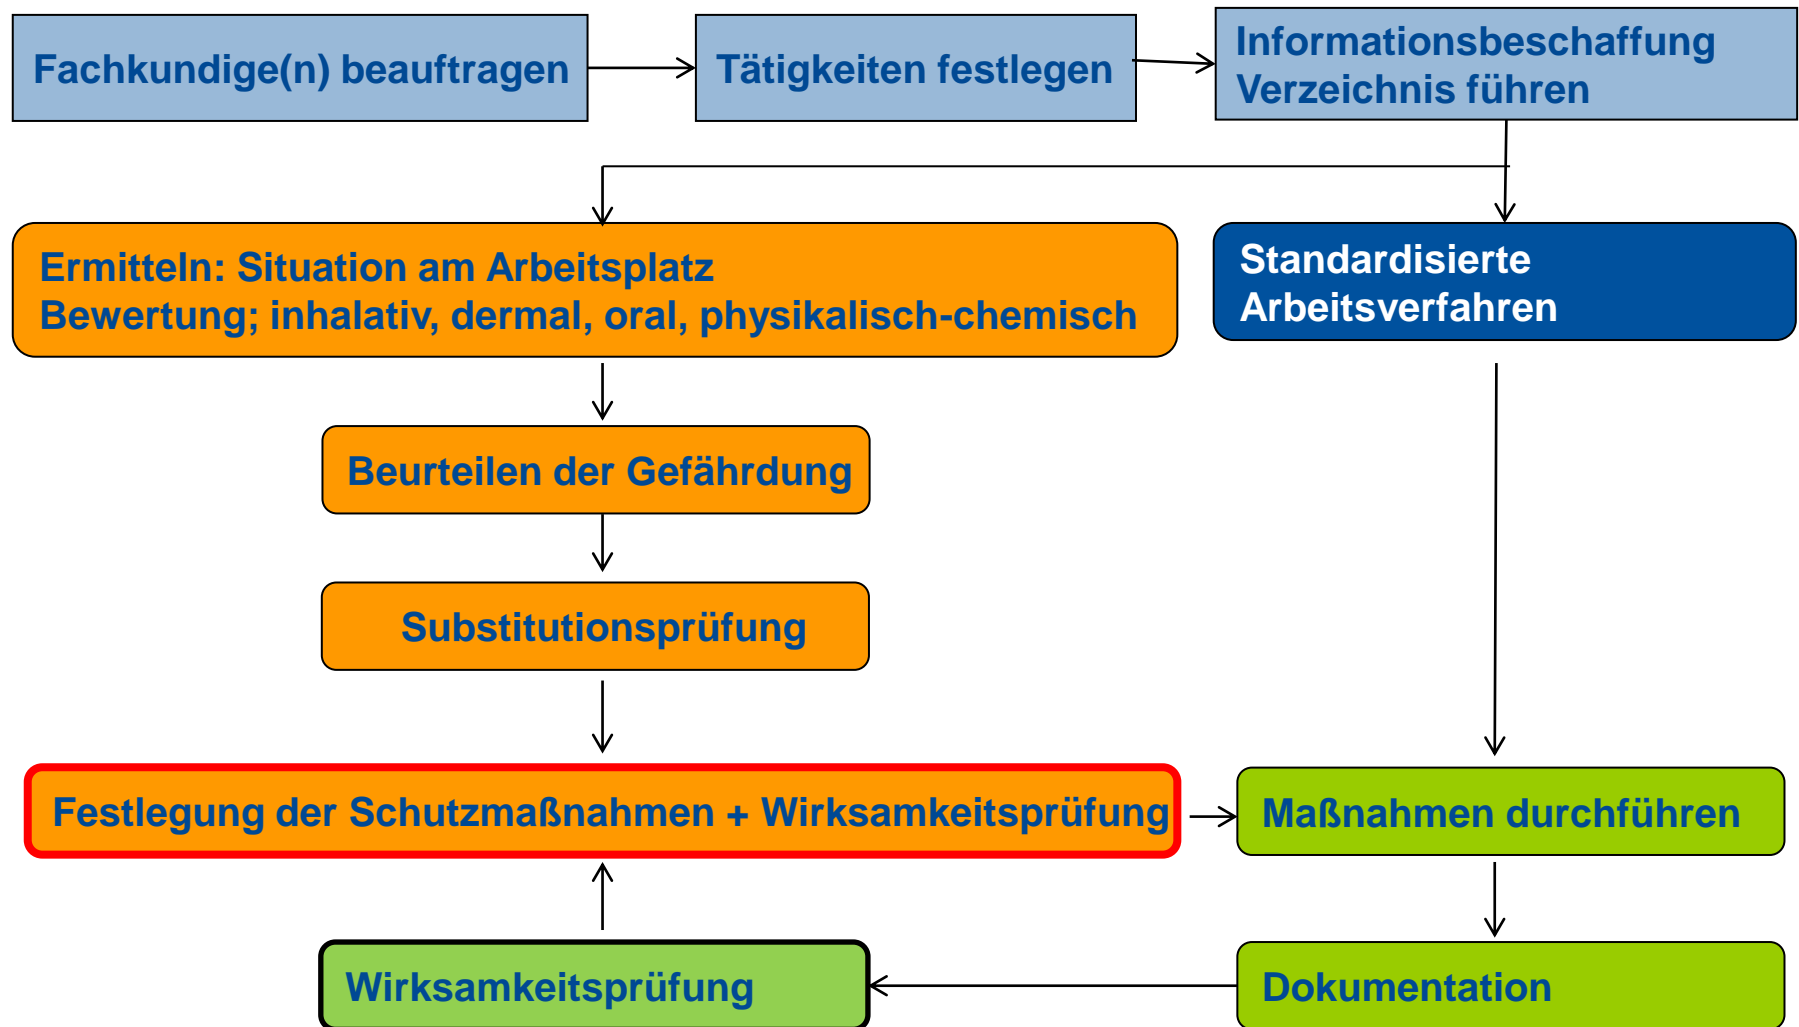 Fachkundige(n) beauftragen
Tätigkeiten festlegen
Informationsbeschaffung
Verzeichnis führen
Ermitteln: Situation am Arbeitsplatz
Bewertung; inhalativ, dermal, oral, physikalisch-chemisch
Standardisierte
Arbeitsverfahren
Beurteilen der Gefährdung
Substitutionsprüfung
Festlegung der Schutzmaßnahmen + Wirksamkeitsprüfung
Maßnahmen durchführen
Wirksamkeitsprüfung
Dokumentation